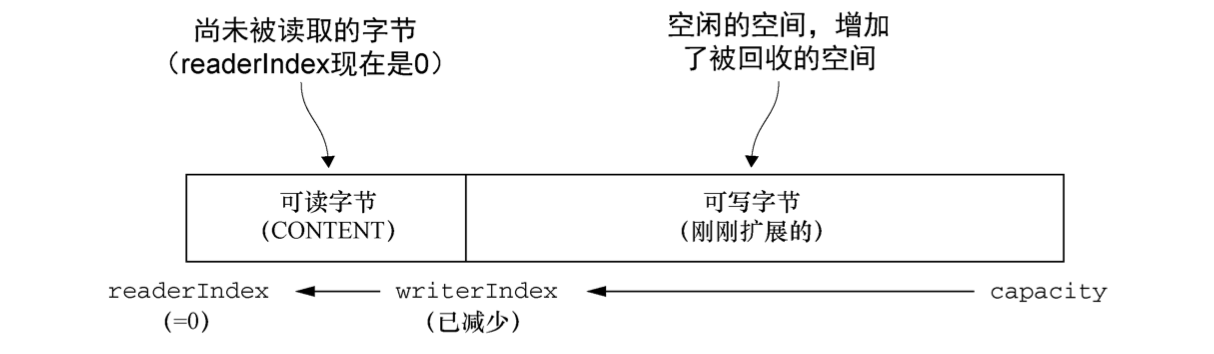 尚未被读取的字节
（readerIndex现在是0）
空闲的空间，增加
了被回收的空间
可读字节
(CONTENT)
可写字节
(刚刚扩展的)
readerIndex
(=0)
writerIndex
(已减少)
capacity